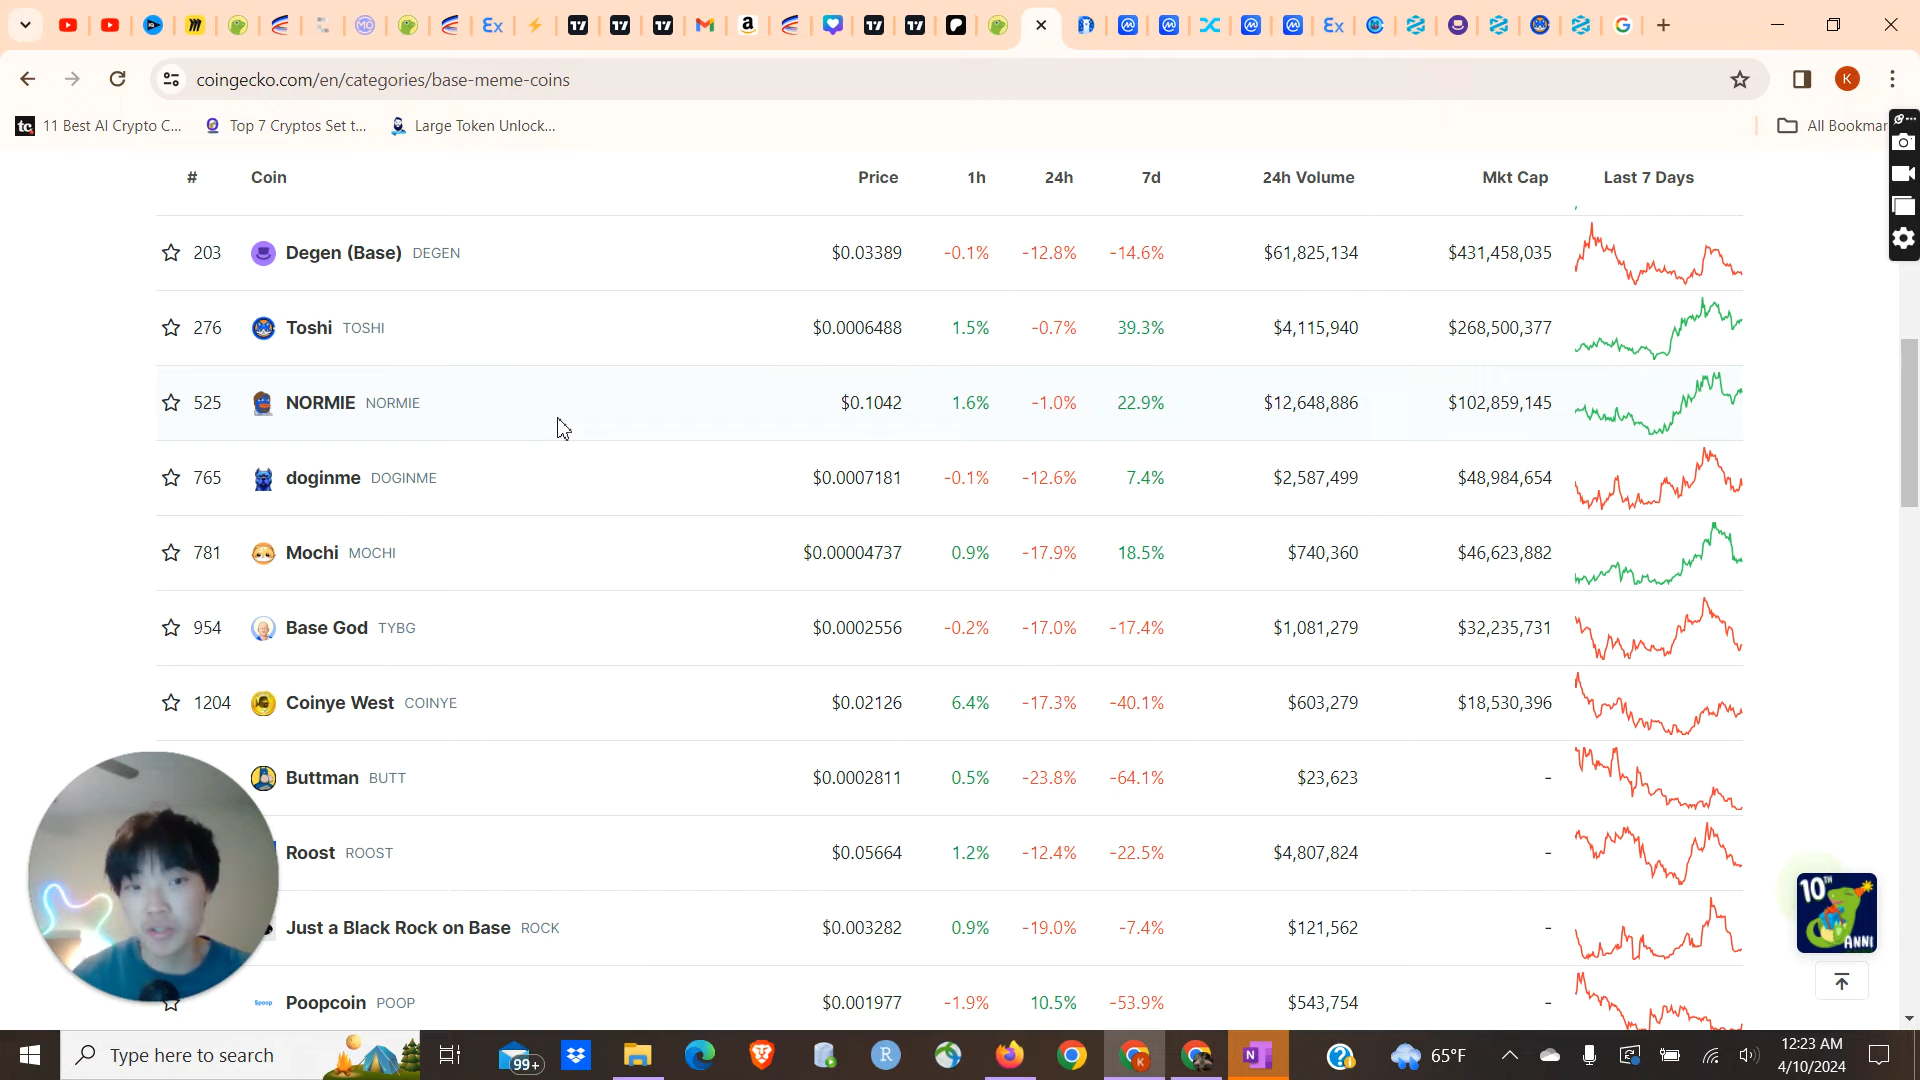 coingecko.com/en/categories/base-meme-coins
K
tc 11 Best AI Crypto C... Top 7 Cryptos Set t... Large Token Unlock... All Bookmar
# Coin Price 1h 24h 7d 24h Volume Mkt Cap Last 7 Days
203 Degen (Base) DEGEN $0.03389 -0.1% -12.8% -14.6% $61,825,134 $431,458,035
276 Toshi TOSHI $0.0006488 1.5% -0.7% 39.3% $4,115,940 $268,500,377
525 NORMIE NORMIE $0.1042 1.6% -1.0% 22.9% $12,648,886 $102,859,145
765 doginme DOGINME $0.0007181 -0.1% -12.6% 7.4% $2,587,499 $48,984,654
781 Mochi MOCHI $0.00004737 0.9% -17.9% 18.5% $740,360 $46,623,882
954 Base God TYBG $0.0002556 -0.2% -17.0% -17.4% $1,081,279 $32,235,731
1204 Coinye West COINYE $0.02126 6.4% -17.3% -40.1% $603,279 $18,530,396
Buttman BUTT $0.0002811 0.5% -23.8% -64.1% $23,623 -
Roost ROOST $0.05664 1.2% -12.4% -22.5% $4,807,824 -
10TH
ANNI
Just a Black Rock on Base ROCK $0.003282 0.9% -19.0% -7.4% $121,562 -
Poopcoin POOP $0.001977 -1.9% 10.5% -53.9% $543,754 -
Type here to search 99+ 65°F 12:23 AM
4/10/2024